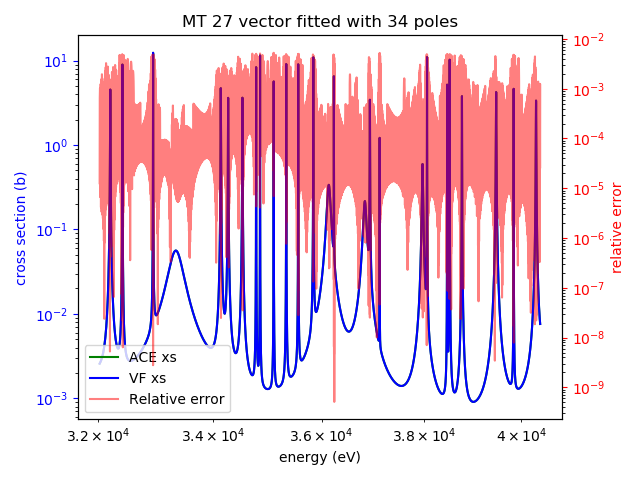 MT 27 vector fitted with 34 poles
10¹
10⁰
10⁻¹
10⁻²
10⁻³
cross section (b)
10⁻²
10⁻³
10⁻⁴
10⁻⁵
10⁻⁶
10⁻⁷
10⁻⁸
10⁻⁹
relative error
ACE xs
VF xs
Relative error
3.2 × 10⁴ 3.4 × 10⁴ 3.6 × 10⁴ 3.8 × 10⁴ 4 × 10⁴
energy (eV)